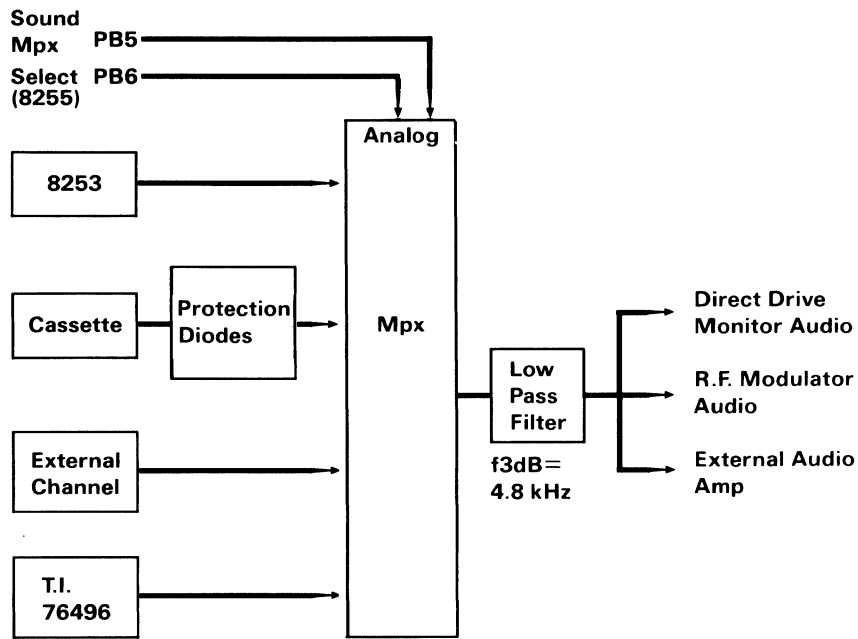 Sound
Mpx PB5
Select PB6
(8255)
Analog
Mpx
8253
Cassette
Protection
Diodes
External
Channel
T.I.
76496
Low
Pass
Filter
f3dB=
4.8 kHz
Direct Drive
Monitor Audio
R.F. Modulator
Audio
External Audio
Amp